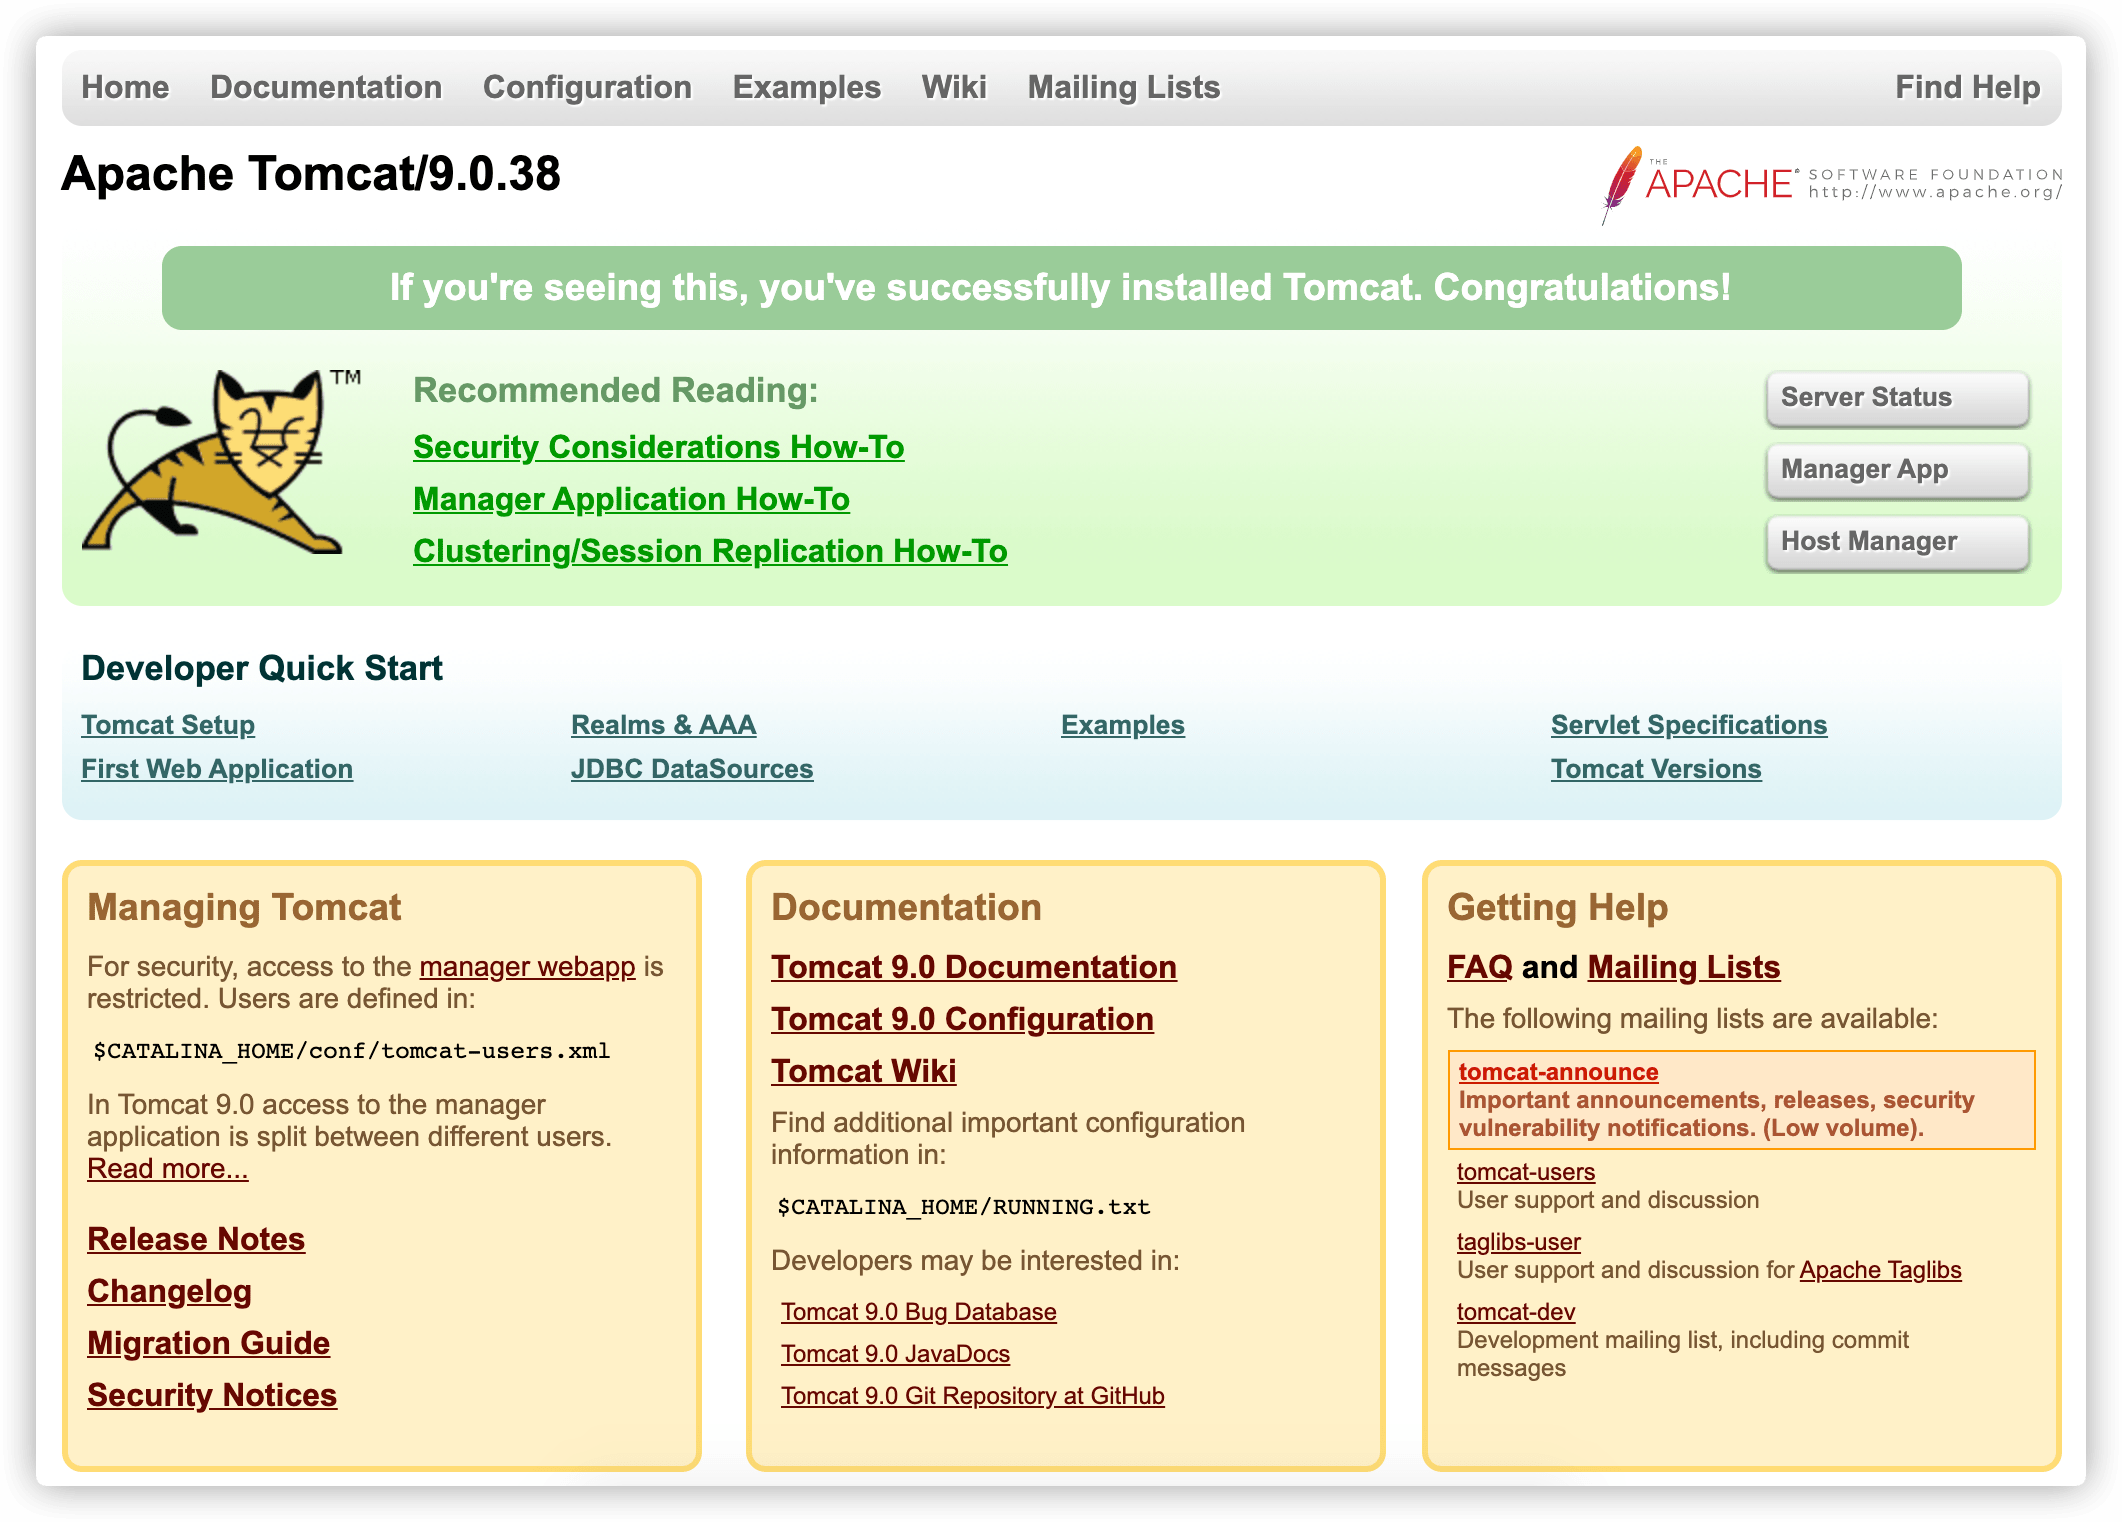 Home Documentation Configuration Examples Wiki Mailing Lists Find Help
Apache Tomcat/9.0.38
THE APACHE® SOFTWARE FOUNDATION
http://www.apache.org/
If you're seeing this, you've successfully installed Tomcat. Congratulations!
TM
Recommended Reading:
Security Considerations How-To
Manager Application How-To
Clustering/Session Replication How-To
Server Status
Manager App
Host Manager
Developer Quick Start
Tomcat Setup
First Web Application
Realms & AAA
JDBC DataSources
Examples
Servlet Specifications
Tomcat Versions
Managing Tomcat
For security, access to the manager webapp is
restricted. Users are defined in:
$CATALINA_HOME/conf/tomcat-users.xml
In Tomcat 9.0 access to the manager
application is split between different users.
Read more...
Release Notes
Changelog
Migration Guide
Security Notices
Documentation
Tomcat 9.0 Documentation
Tomcat 9.0 Configuration
Tomcat Wiki
Find additional important configuration
information in:
$CATALINA_HOME/RUNNING.txt
Developers may be interested in:
Tomcat 9.0 Bug Database
Tomcat 9.0 JavaDocs
Tomcat 9.0 Git Repository at GitHub
Getting Help
FAQ and Mailing Lists
The following mailing lists are available:
tomcat-announce
Important announcements, releases, security
vulnerability notifications. (Low volume).
tomcat-users
User support and discussion
taglibs-user
User support and discussion for Apache Taglibs
tomcat-dev
Development mailing list, including commit
messages